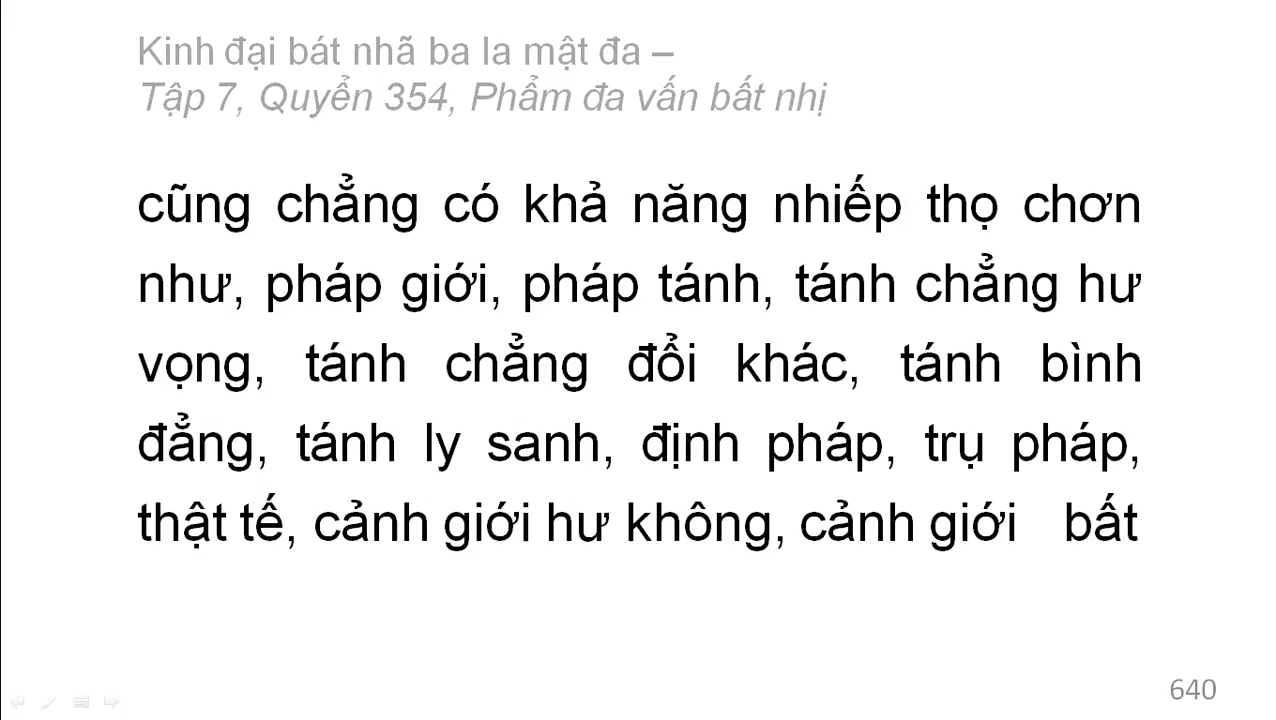 Kinh đại bát nhã ba la mật đa –
Tập 7, Quyển 354, Phẩm đa vấn bất nhị
cũng chẳng có khả năng nhiếp thọ chơn
như, pháp giới, pháp tánh, tánh chẳng hư
vọng, tánh chẳng đổi khác, tánh bình
đẳng, tánh ly sanh, định pháp, trụ pháp,
thật tế, cảnh giới hư không, cảnh giới bất
640